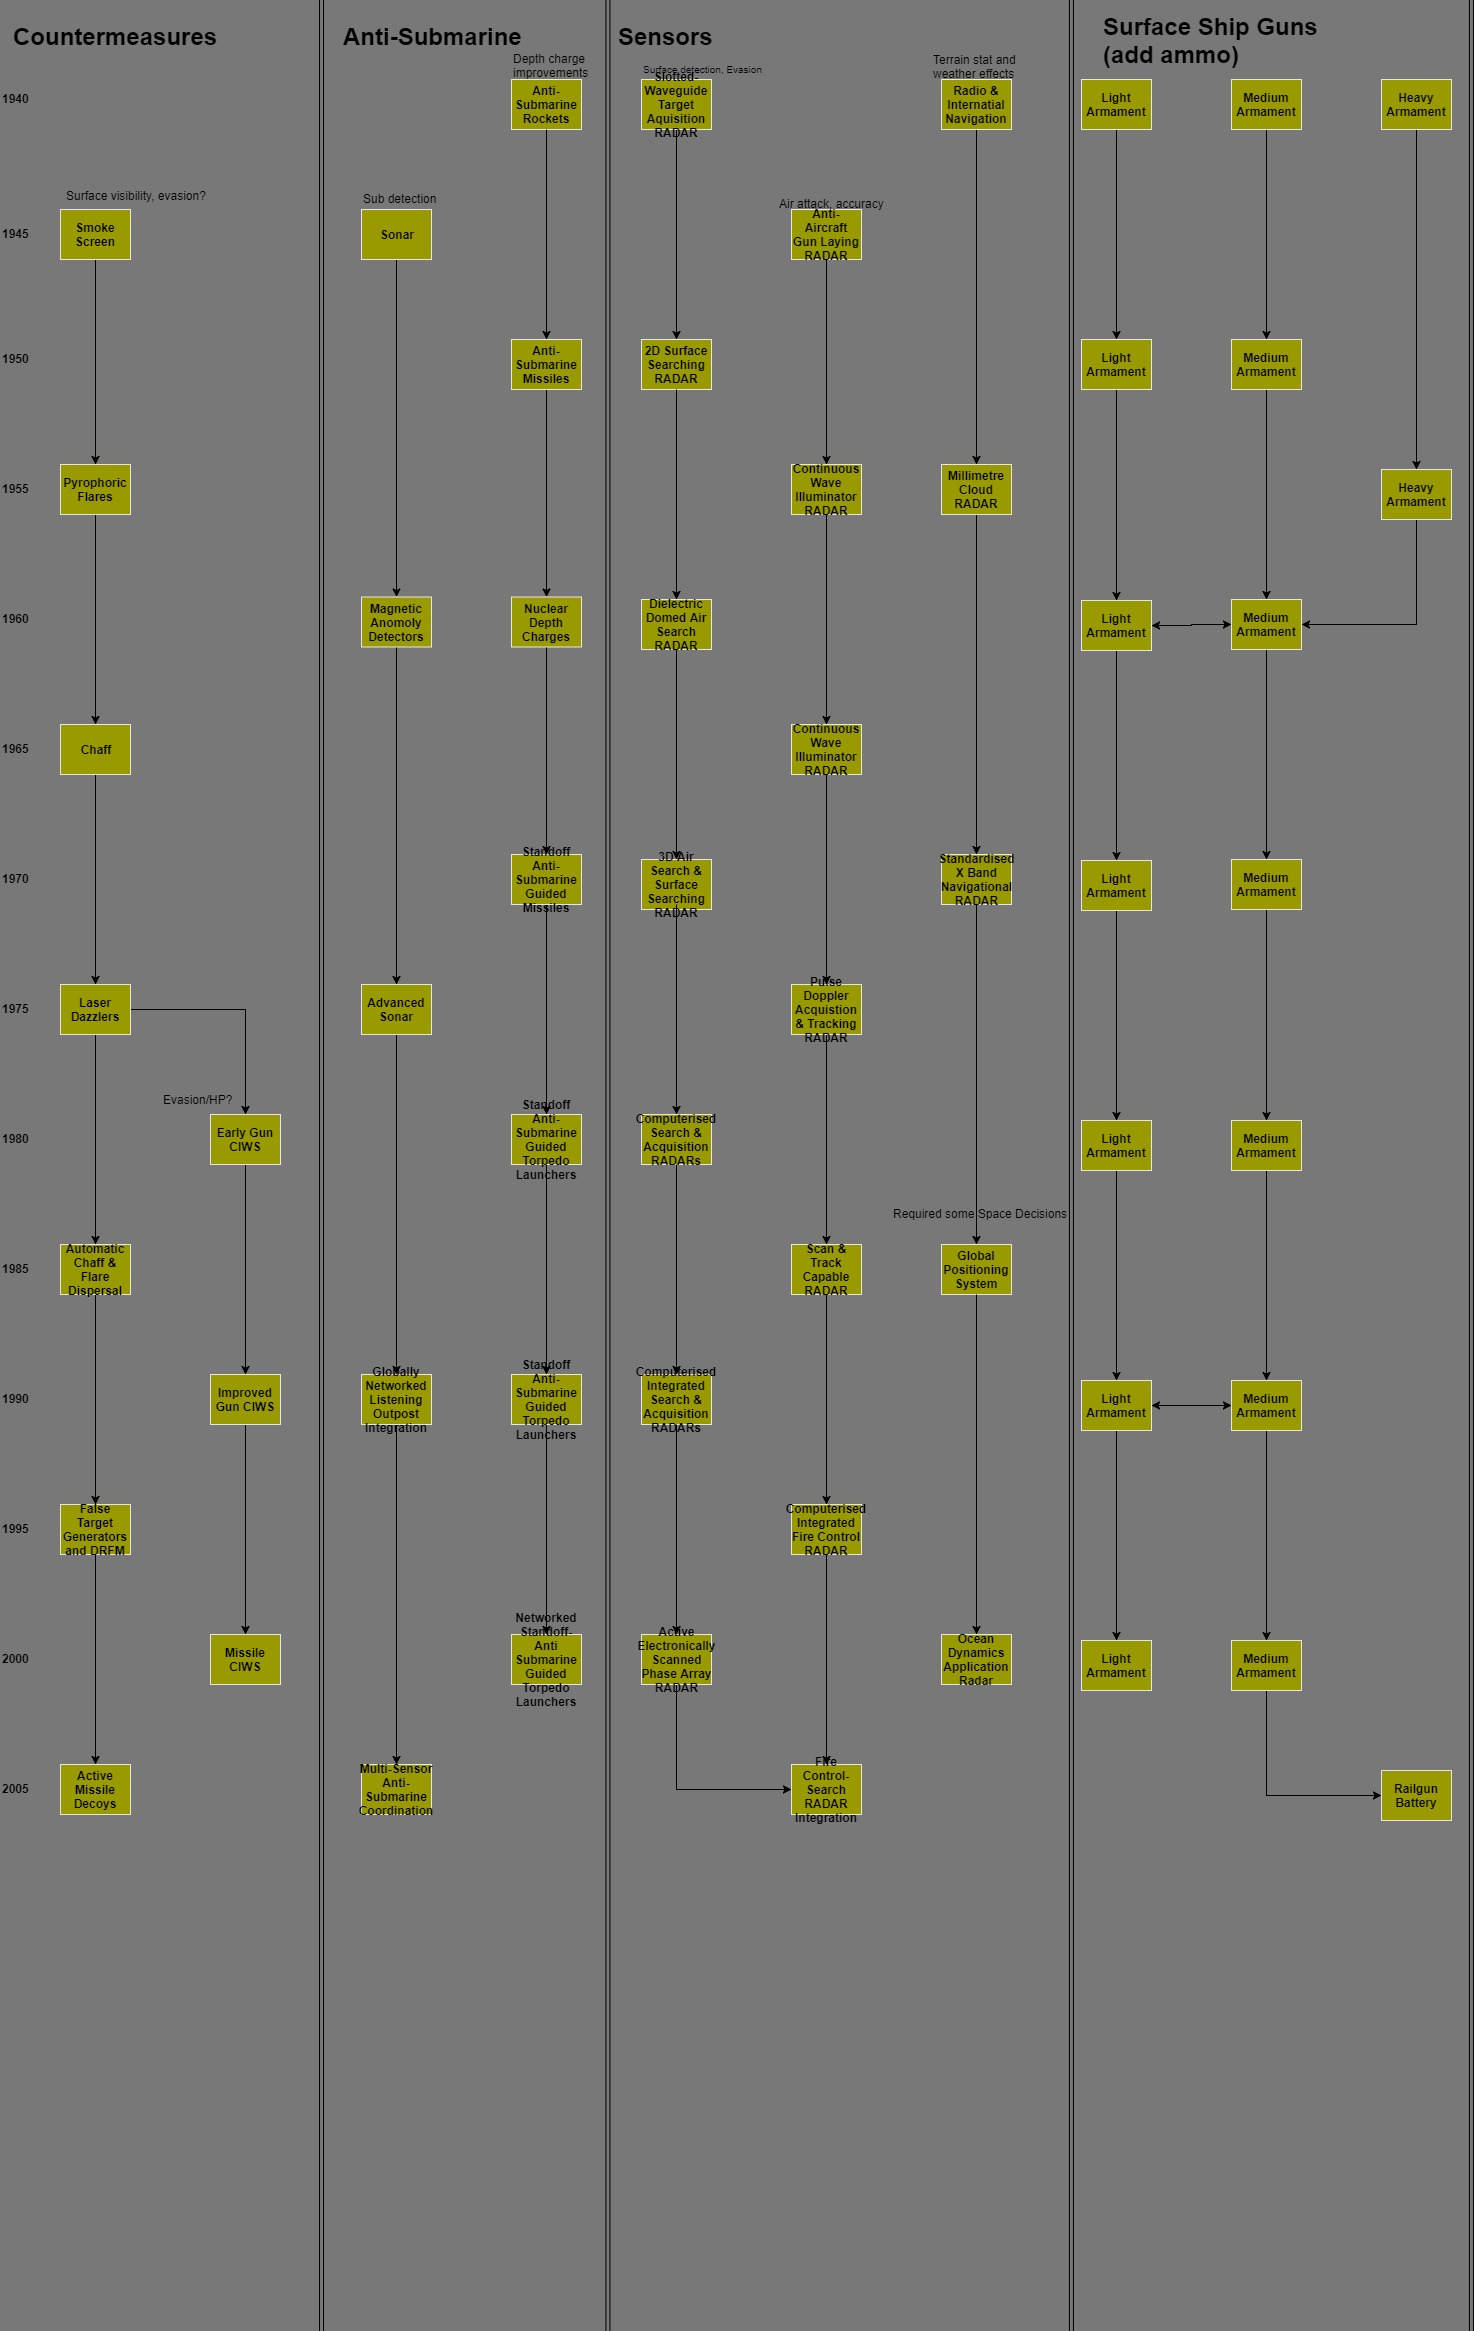 Countermeasures
Anti-Submarine
Sensors
Surface Ship Guns
(add ammo)
Depth charge
improvements
Surface detection, Evasion
Terrain stat and
weather effects
1940
Anti-
Submarine
Rockets
Slotted-
Waveguide
Target
Aquisition
RADAR
Radio &
Internatial
Navigation
Light
Armament
Medium
Armament
Heavy
Armament
Surface visibility, evasion?
Sub detection
Air attack, accuracy
1945
Smoke
Screen
Sonar
Anti-
Aircraft
Gun Laying
RADAR
1950
Anti-
Submarine
Missiles
2D Surface
Searching
RADAR
Light
Armament
Medium
Armament
1955
Pyrophoric
Flares
Continuous
Wave
Illuminator
RADAR
Millimetre
Cloud
RADAR
Heavy
Armament
1960
Magnetic
Anomoly
Detectors
Nuclear
Depth
Charges
Dielectric
Domed Air
Search
RADAR
Light
Armament
Medium
Armament
1965
Chaff
Continuous
Wave
Illuminator
RADAR
1970
Standoff
Anti-
Submarine
Guided
Missiles
3D Air
Search &
Surface
Searching
RADAR
Standardised
X Band
Navigational
RADAR
Light
Armament
Medium
Armament
1975
Laser
Dazzlers
Advanced
Sonar
Pulse
Doppler
Acquistion
& Tracking
RADAR
Evasion/HP?
1980
Early Gun
CIWS
Standoff
Anti-
Submarine
Guided
Torpedo
Launchers
Computerised
Search &
Acquisition
RADARs
Light
Armament
Medium
Armament
Required some Space Decisions
1985
Automatic
Chaff &
Flare
Dispersal
Scan &
Track
Capable
RADAR
Global
Positioning
System
1990
Improved
Gun CIWS
Globally
Networked
Listening
Outpost
Integration
Standoff
Anti-
Submarine
Guided
Torpedo
Launchers
Computerised
Integrated
Search &
Acquisition
RADARs
Light
Armament
Medium
Armament
1995
False
Target
Generators
and DRFM
Computerised
Integrated
Fire Control
RADAR
2000
Missile
CIWS
Networked
Standoff-
Anti
Submarine
Guided
Torpedo
Launchers
Active
Electronically
Scanned
Phase Array
RADAR
Ocean
Dynamics
Application
Radar
Light
Armament
Medium
Armament
2005
Active
Missile
Decoys
Multi-Sensor
Anti-
Submarine
Coordination
Fire
Control-
Search
RADAR
Integration
Railgun
Battery